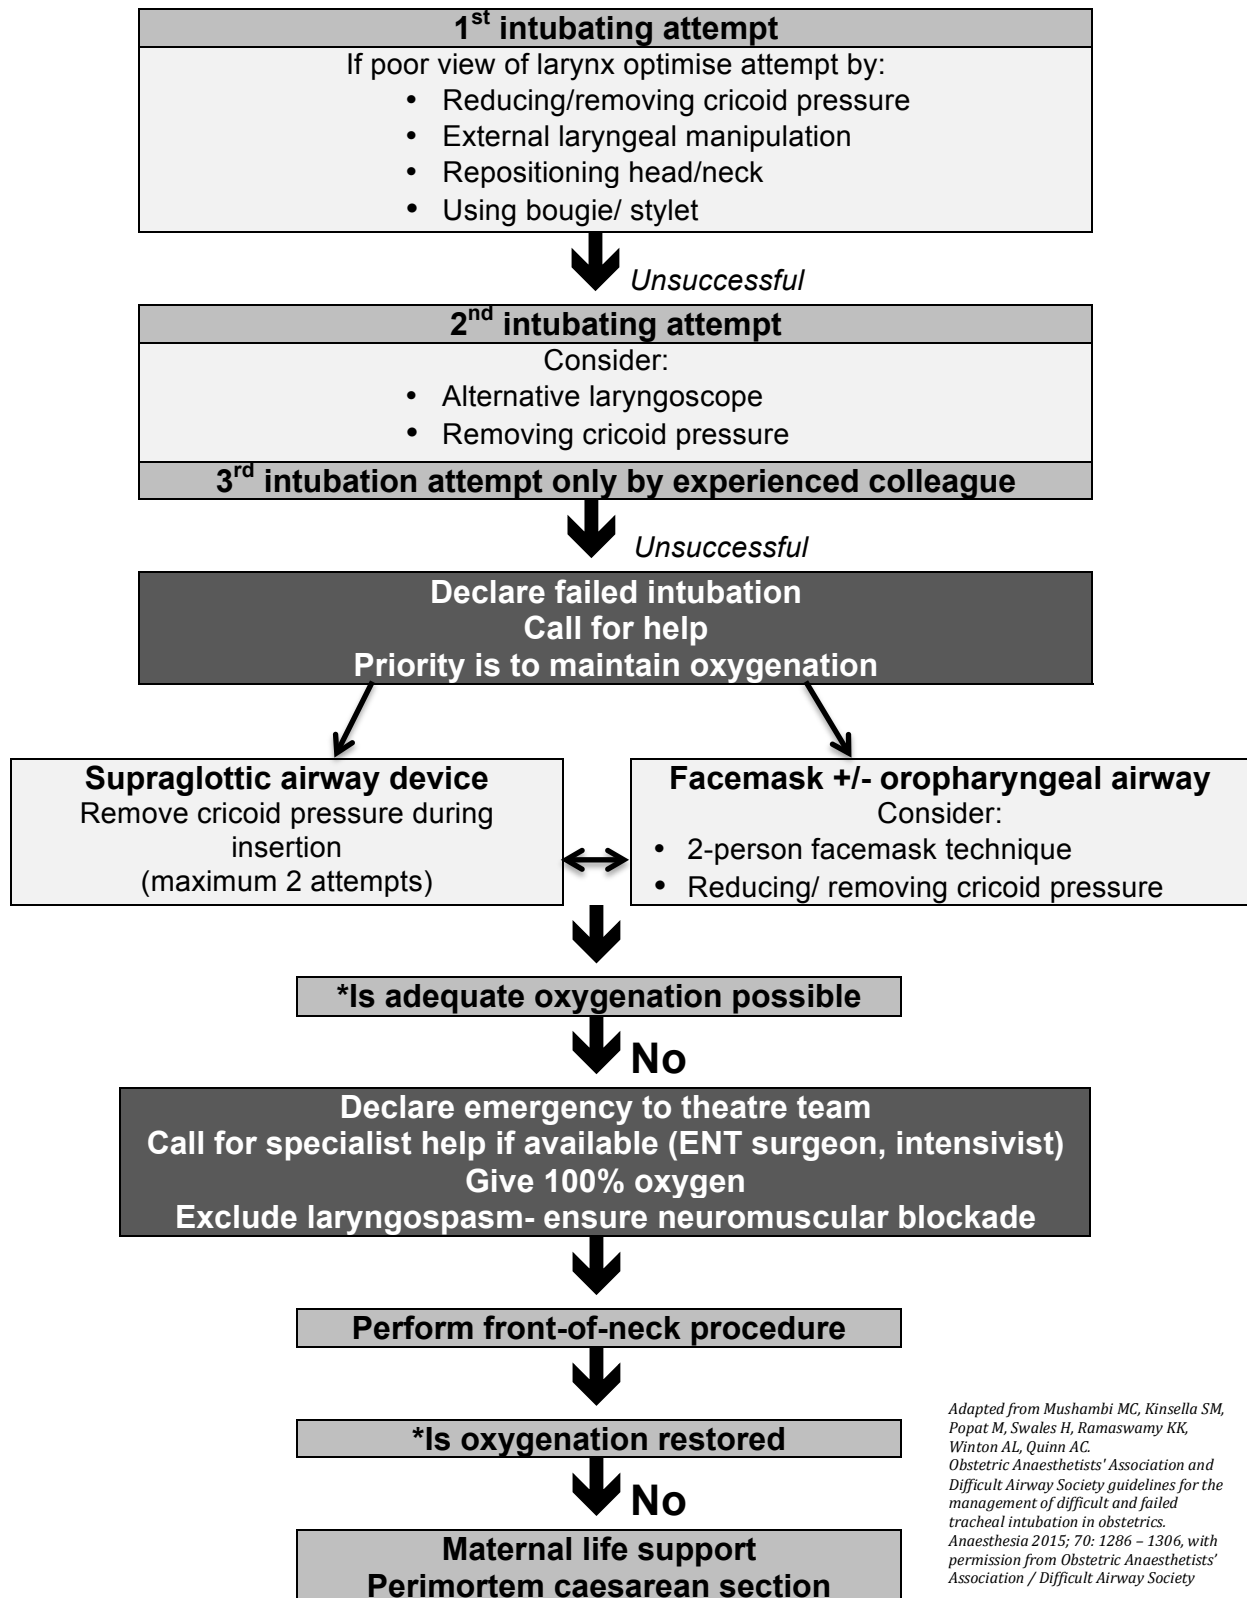 1st intubating attempt
If poor view of larynx optimise attempt by:
• Reducing/removing cricoid pressure
• External laryngeal manipulation
• Repositioning head/neck
• Using bougie/ stylet
Unsuccessful
2nd intubating attempt
Consider:
• Alternative laryngoscope
• Removing cricoid pressure
3rd intubation attempt only by experienced colleague
Unsuccessful
Declare failed intubation
Call for help
Priority is to maintain oxygenation
Supraglottic airway device
Remove cricoid pressure during
insertion
(maximum 2 attempts)
Facemask +/- oropharyngeal airway
Consider:
• 2-person facemask technique
• Reducing/ removing cricoid pressure
*Is adequate oxygenation possible
No
Declare emergency to theatre team
Call for specialist help if available (ENT surgeon, intensivist)
Give 100% oxygen
Exclude laryngospasm- ensure neuromuscular blockade
Perform front-of-neck procedure
*Is oxygenation restored
No
Maternal life support
Perimortem caesarean section
Adapted from Mushambi MC, Kinsella SM,
Popat M, Swales H, Ramaswamy KK,
Winton AL, Quinn AC.
Obstetric Anaesthetists' Association and
Difficult Airway Society guidelines for the
management of difficult and failed
tracheal intubation in obstetrics.
Anaesthesia 2015; 70: 1286 – 1306, with
permission from Obstetric Anaesthetists'
Association / Difficult Airway Society